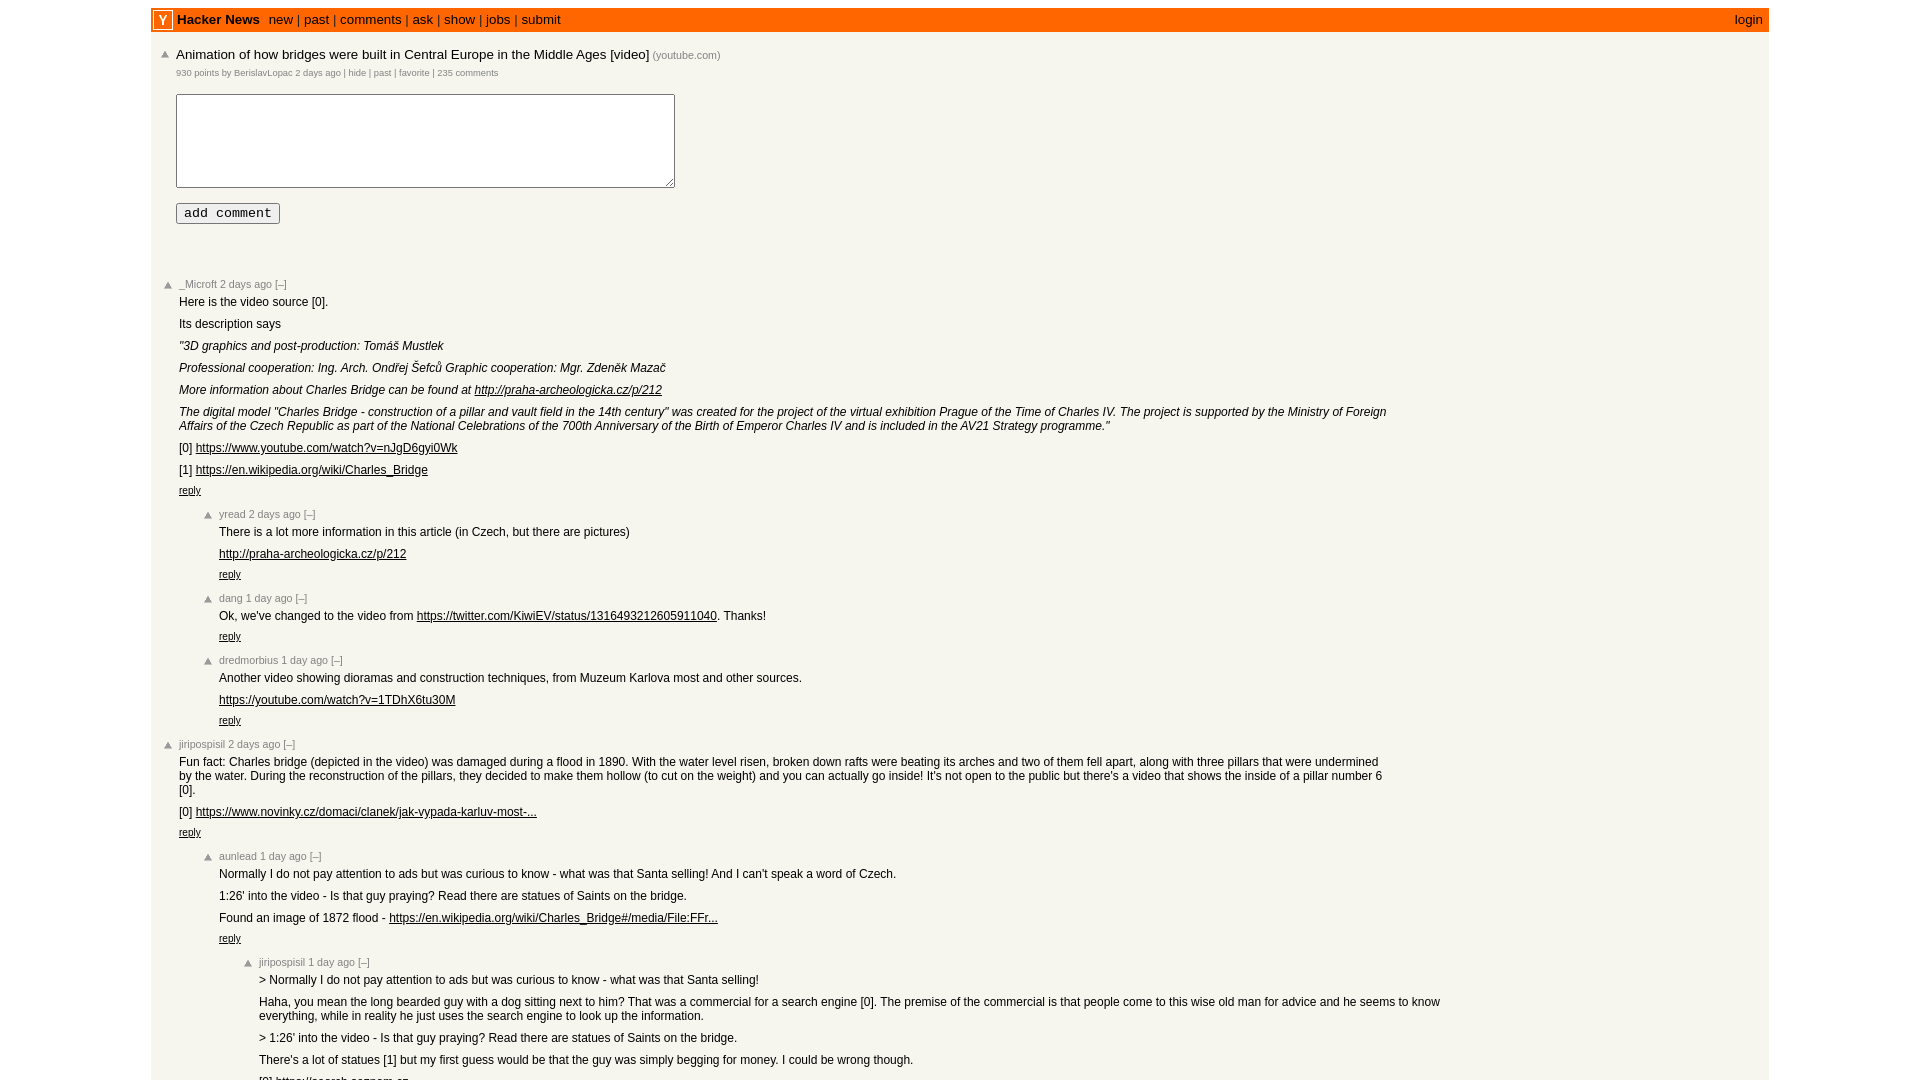 Y Hacker News new | past | comments | ask | show | jobs | submit login
Animation of how bridges were built in Central Europe in the Middle Ages [video] (youtube.com)
930 points by BerislavLopac 2 days ago | hide | past | favorite | 235 comments
add comment
_Microft 2 days ago [–]
Here is the video source [0].
Its description says
"3D graphics and post-production: Tomáš Mustlek
Professional cooperation: Ing. Arch. Ondřej Šefců Graphic cooperation: Mgr. Zdeněk Mazač
More information about Charles Bridge can be found at http://praha-archeologicka.cz/p/212
The digital model "Charles Bridge - construction of a pillar and vault field in the 14th century" was created for the project of the virtual exhibition Prague of the Time of Charles IV. The project is supported by the Ministry of Foreign
Affairs of the Czech Republic as part of the National Celebrations of the 700th Anniversary of the Birth of Emperor Charles IV and is included in the AV21 Strategy programme."
[0] https://www.youtube.com/watch?v=nJgD6gyi0Wk
[1] https://en.wikipedia.org/wiki/Charles_Bridge
reply
yread 2 days ago [–]
There is a lot more information in this article (in Czech, but there are pictures)
http://praha-archeologicka.cz/p/212
reply
dang 1 day ago [–]
Ok, we've changed to the video from https://twitter.com/KiwiEV/status/1316493212605911040. Thanks!
reply
dredmorbius 1 day ago [–]
Another video showing dioramas and construction techniques, from Muzeum Karlova most and other sources.
https://youtube.com/watch?v=1TDhX6tu30M
reply
jiripospisil 2 days ago [–]
Fun fact: Charles bridge (depicted in the video) was damaged during a flood in 1890. With the water level risen, broken down rafts were beating its arches and two of them fell apart, along with three pillars that were undermined
by the water. During the reconstruction of the pillars, they decided to make them hollow (to cut on the weight) and you can actually go inside! It's not open to the public but there's a video that shows the inside of a pillar number 6
[0].
[0] https://www.novinky.cz/domaci/clanek/jak-vypada-karluv-most-...
reply
aunlead 1 day ago [–]
Normally I do not pay attention to ads but was curious to know - what was that Santa selling! And I can't speak a word of Czech.
1:26' into the video - Is that guy praying? Read there are statues of Saints on the bridge.
Found an image of 1872 flood - https://en.wikipedia.org/wiki/Charles_Bridge#/media/File:FFr...
reply
jiripospisil 1 day ago [–]
> Normally I do not pay attention to ads but was curious to know - what was that Santa selling!
Haha, you mean the long bearded guy with a dog sitting next to him? That was a commercial for a search engine [0]. The premise of the commercial is that people come to this wise old man for advice and he seems to know
everything, while in reality he just uses the search engine to look up the information.
> 1:26' into the video - Is that guy praying? Read there are statues of Saints on the bridge.
There's a lot of statues [1] but my first guess would be that the guy was simply begging for money. I could be wrong though.
[0] https://search.seznam.cz